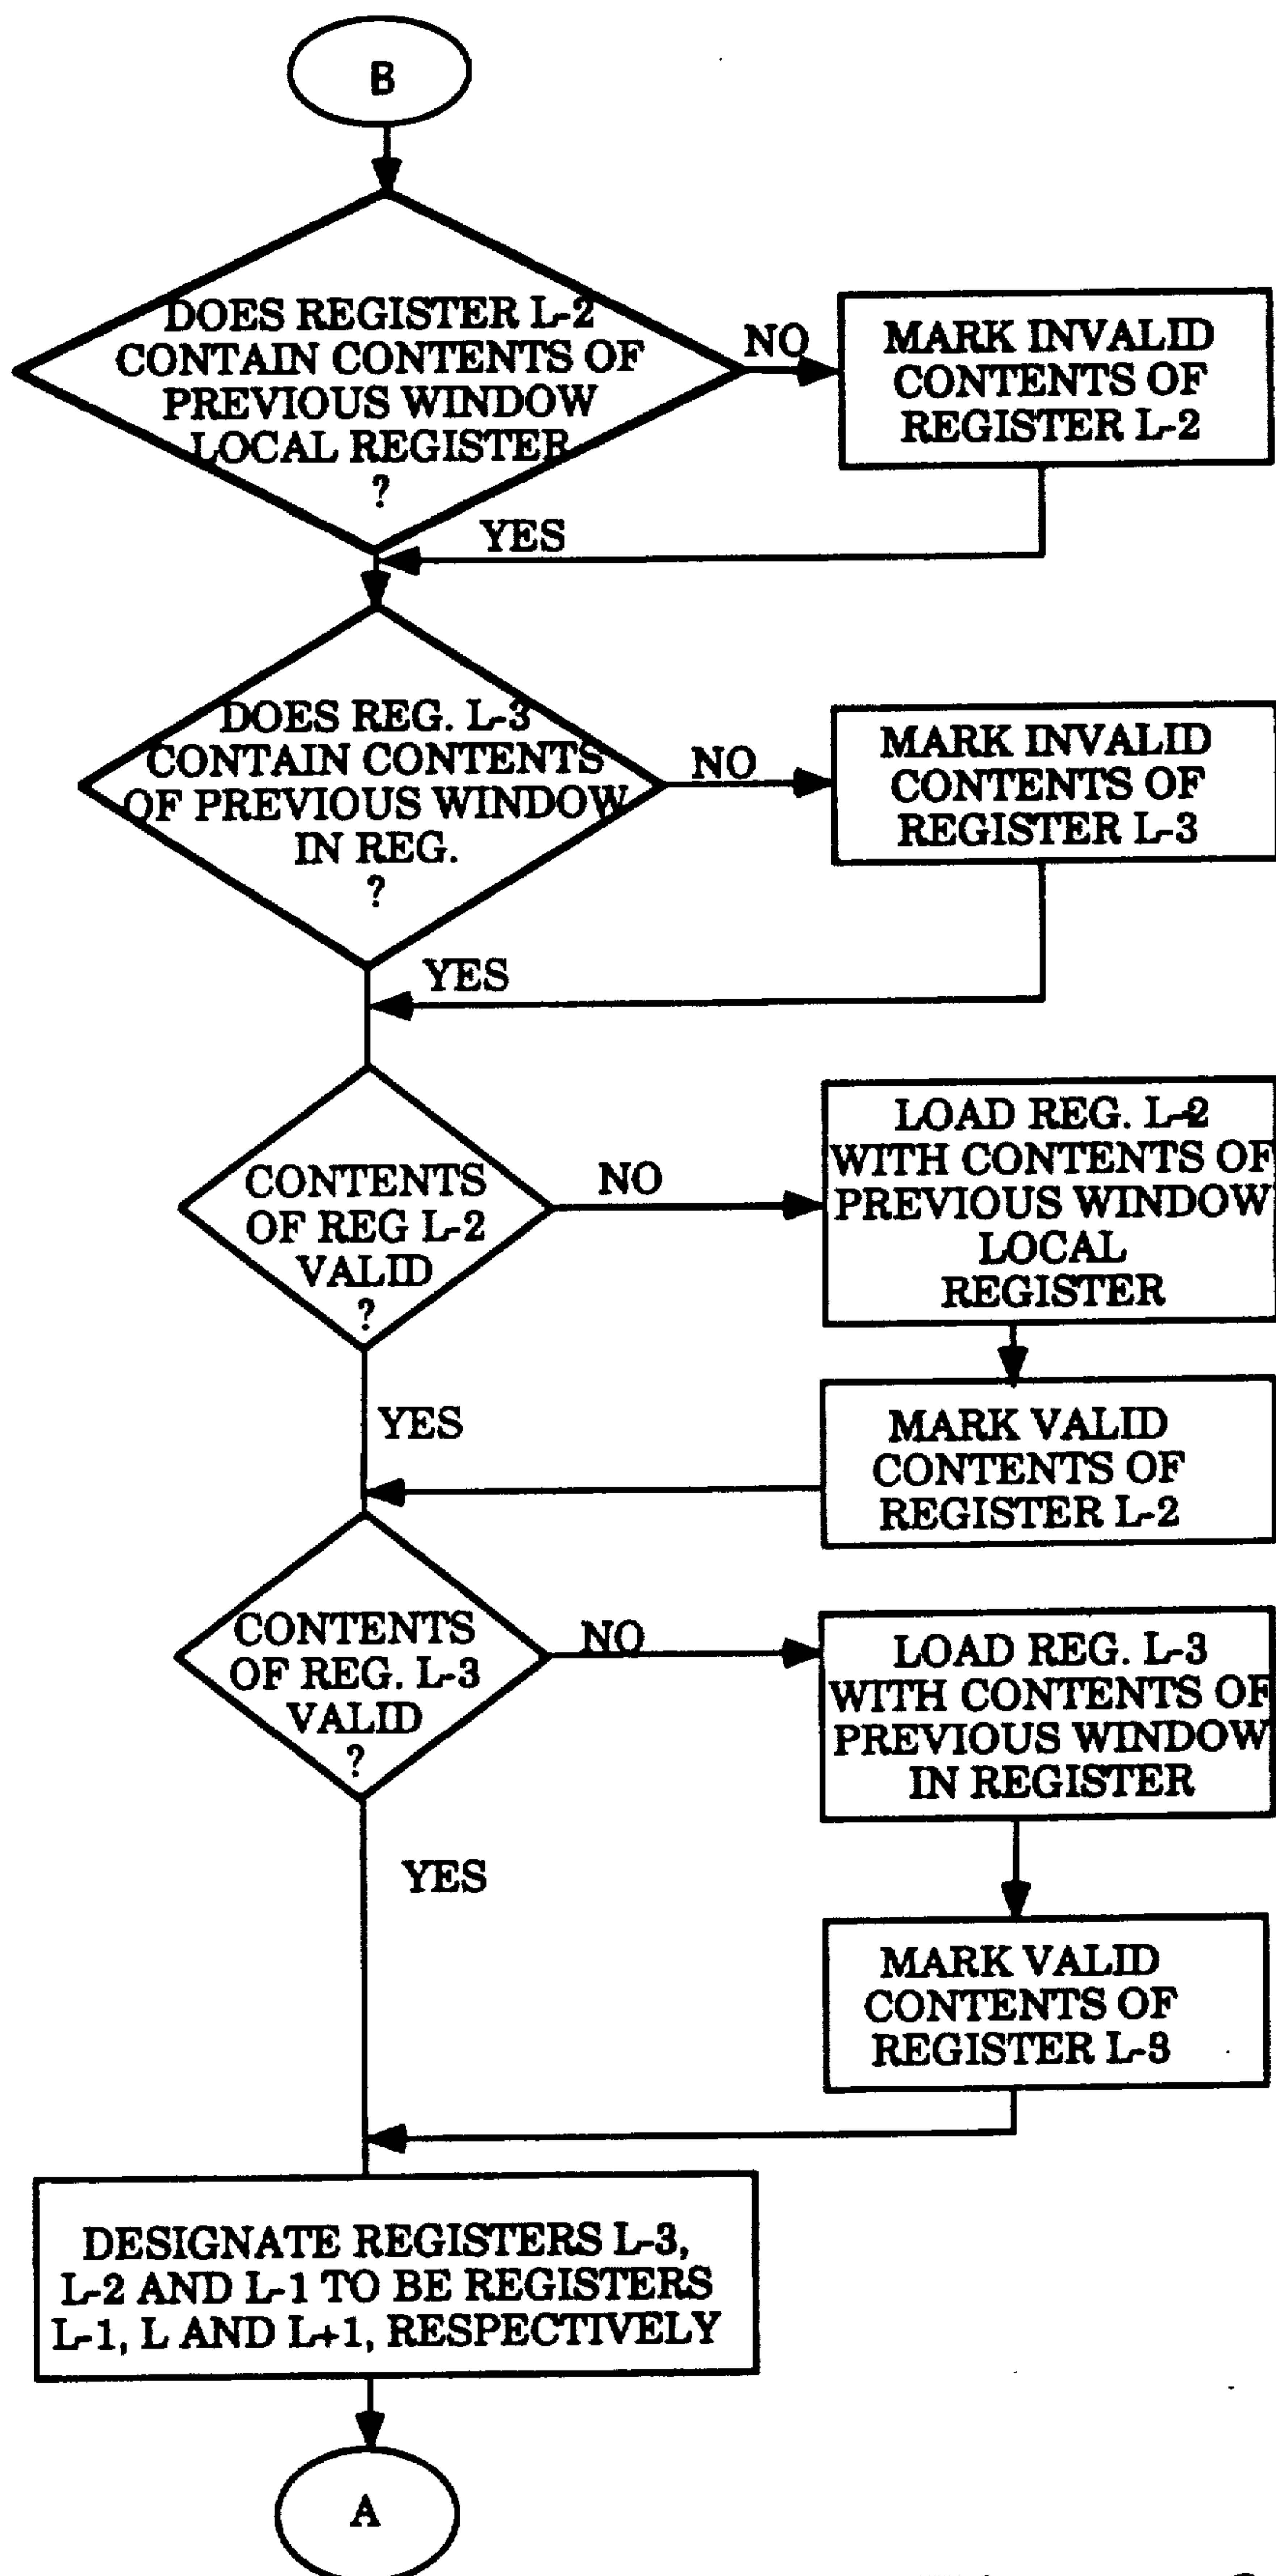 B
DOES REGISTER L-2
CONTAIN CONTENTS OF
PREVIOUS WINDOW
LOCAL REGISTER
?
NO
MARK INVALID
CONTENTS OF
REGISTER L-2
YES
DOES REG. L-3
CONTAIN CONTENTS
OF PREVIOUS WINDOW
IN REG.
?
NO
MARK INVALID
CONTENTS OF
REGISTER L-3
YES
CONTENTS
OF REG L-2
VALID
?
NO
LOAD REG. L-2
WITH CONTENTS OF
PREVIOUS WINDOW
LOCAL
REGISTER
YES
MARK VALID
CONTENTS OF
REGISTER L-2
CONTENTS
OF REG. L-3
VALID
?
NO
LOAD REG. L-3
WITH CONTENTS OF
PREVIOUS WINDOW
IN REGISTER
YES
MARK VALID
CONTENTS OF
REGISTER L-3
DESIGNATE REGISTERS L-3,
L-2 AND L-1 TO BE REGISTERS
L-1, L AND L+1, RESPECTIVELY
A